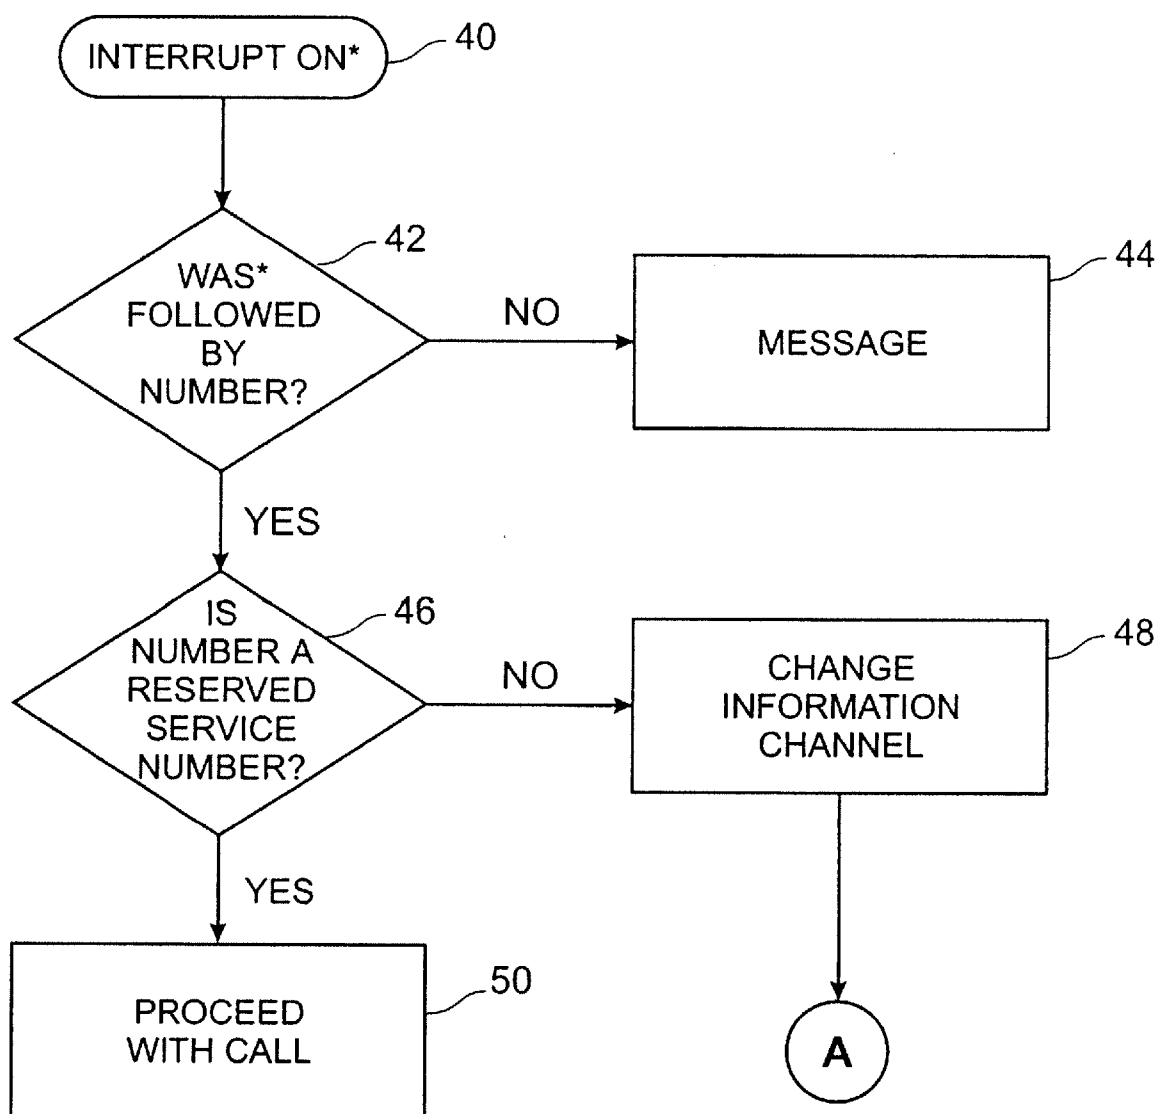 INTERRUPT ON*
40
42
WAS*
FOLLOWED
BY
NUMBER?
NO
44
MESSAGE
YES
46
IS
NUMBER A
RESERVED
SERVICE
NUMBER?
NO
48
CHANGE
INFORMATION
CHANNEL
YES
50
PROCEED
WITH CALL
A